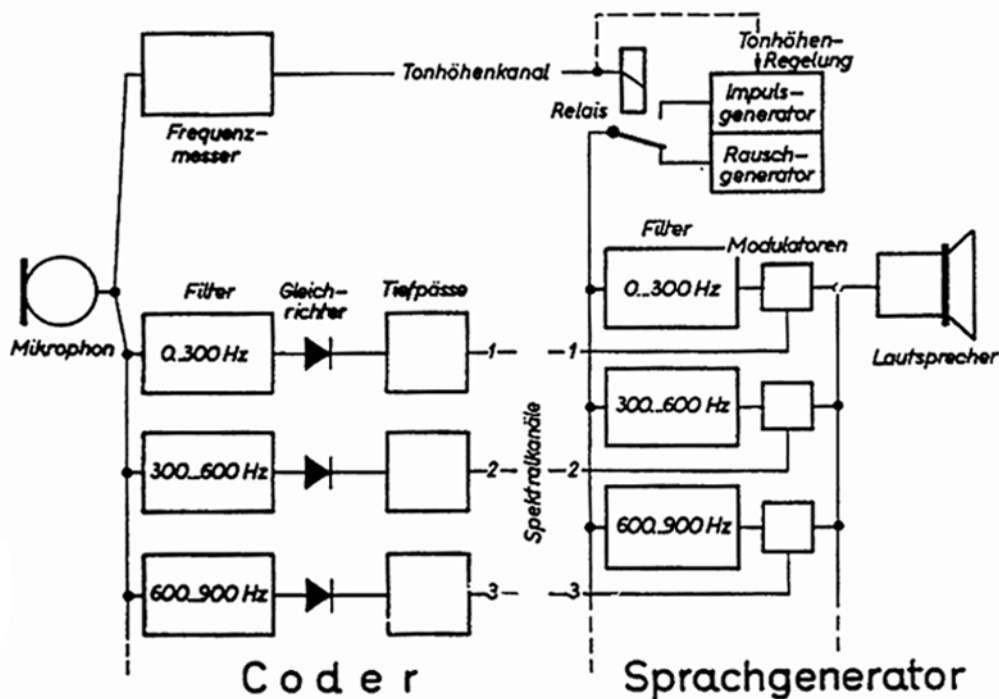 Tonhöhenkanal
Tonhöhen-
Regelung
Impuls-
generator
Relais
Rausch-
generator
Frequenz-
messer
Mikrophon
Filter
Gleich-
richter
Tiefpässe
0...300 Hz
1
300...600 Hz
2
600...900 Hz
3
Spektralkanäle
Filter
Modulatoren
0...300 Hz
1
Lautsprecher
300...600 Hz
2
600...900 Hz
3
Coder
Sprachgenerator